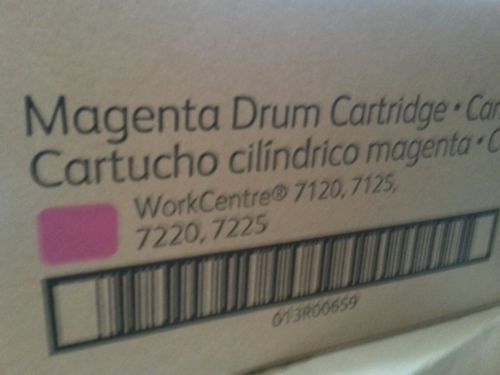 Magenta Drum Cartridge •
Cartucho cilíndrico magenta •
WorkCentre® 7120, 7125,
7220, 7225
013R00659